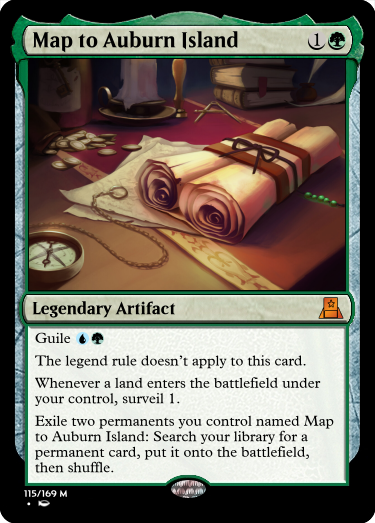 Map to Auburn Island 1
Legendary Artifact
Guile
The legend rule doesn't apply to this card.
Whenever a land enters the battlefield under
your control, surveil 1.
Exile two permanents you control named Map
to Auburn Island: Search your library for a
permanent card, put it onto the battlefield,
then shuffle.
115/169 M